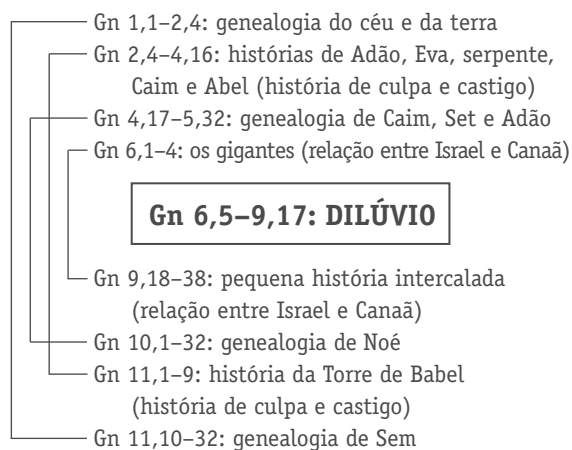 Gn 1,1–2,4: genealogia do céu e da terra
Gn 2,4–4,16: histórias de Adão, Eva, serpente,
Caim e Abel (história de culpa e castigo)
Gn 4,17–5,32: genealogia de Caim, Set e Adão
Gn 6,1–4: os gigantes (relação entre Israel e Canaã)
Gn 6,5–9,17: DILÚVIO
Gn 9,18–38: pequena história intercalada
(relação entre Israel e Canaã)
Gn 10,1–32: genealogia de Noé
Gn 11,1–9: história da Torre de Babel
(história de culpa e castigo)
Gn 11,10–32: genealogia de Sem